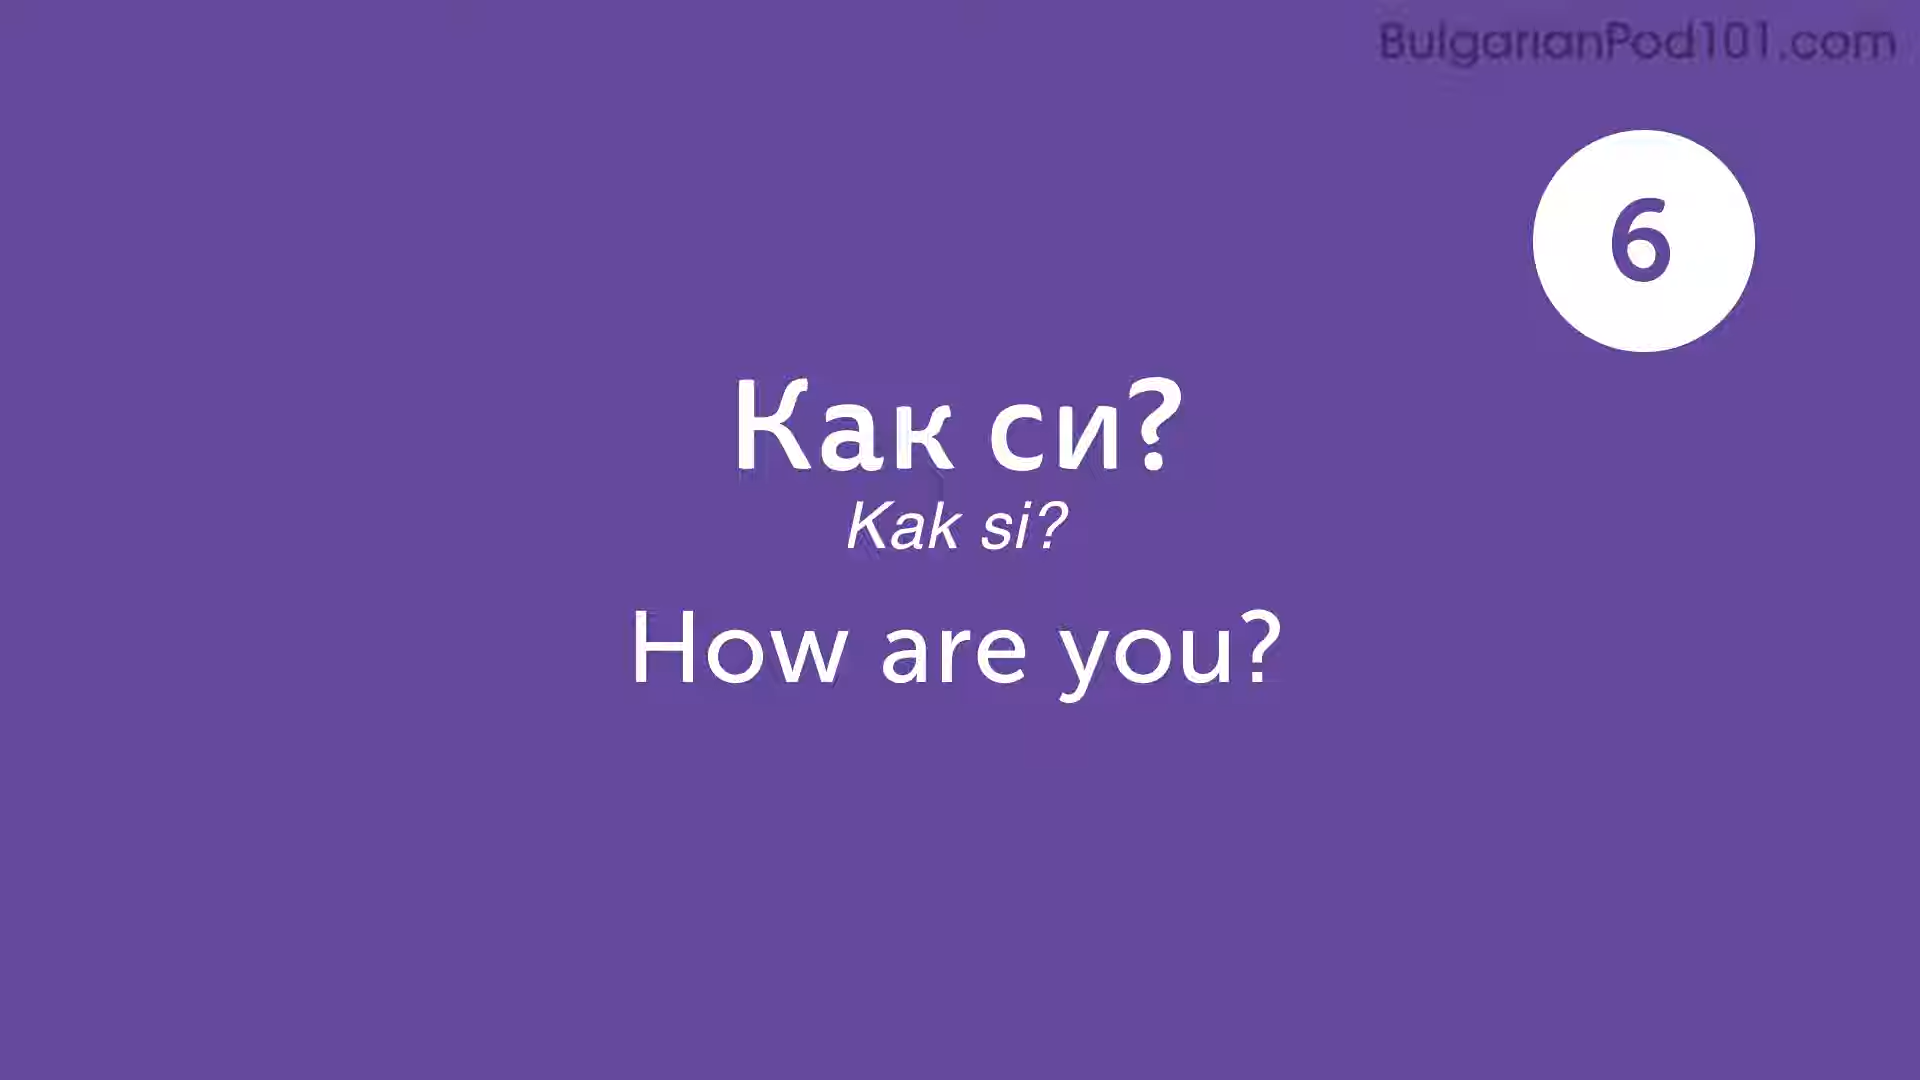 BulgarianPod101.com
6
Как си?
Kak si?
How are you?